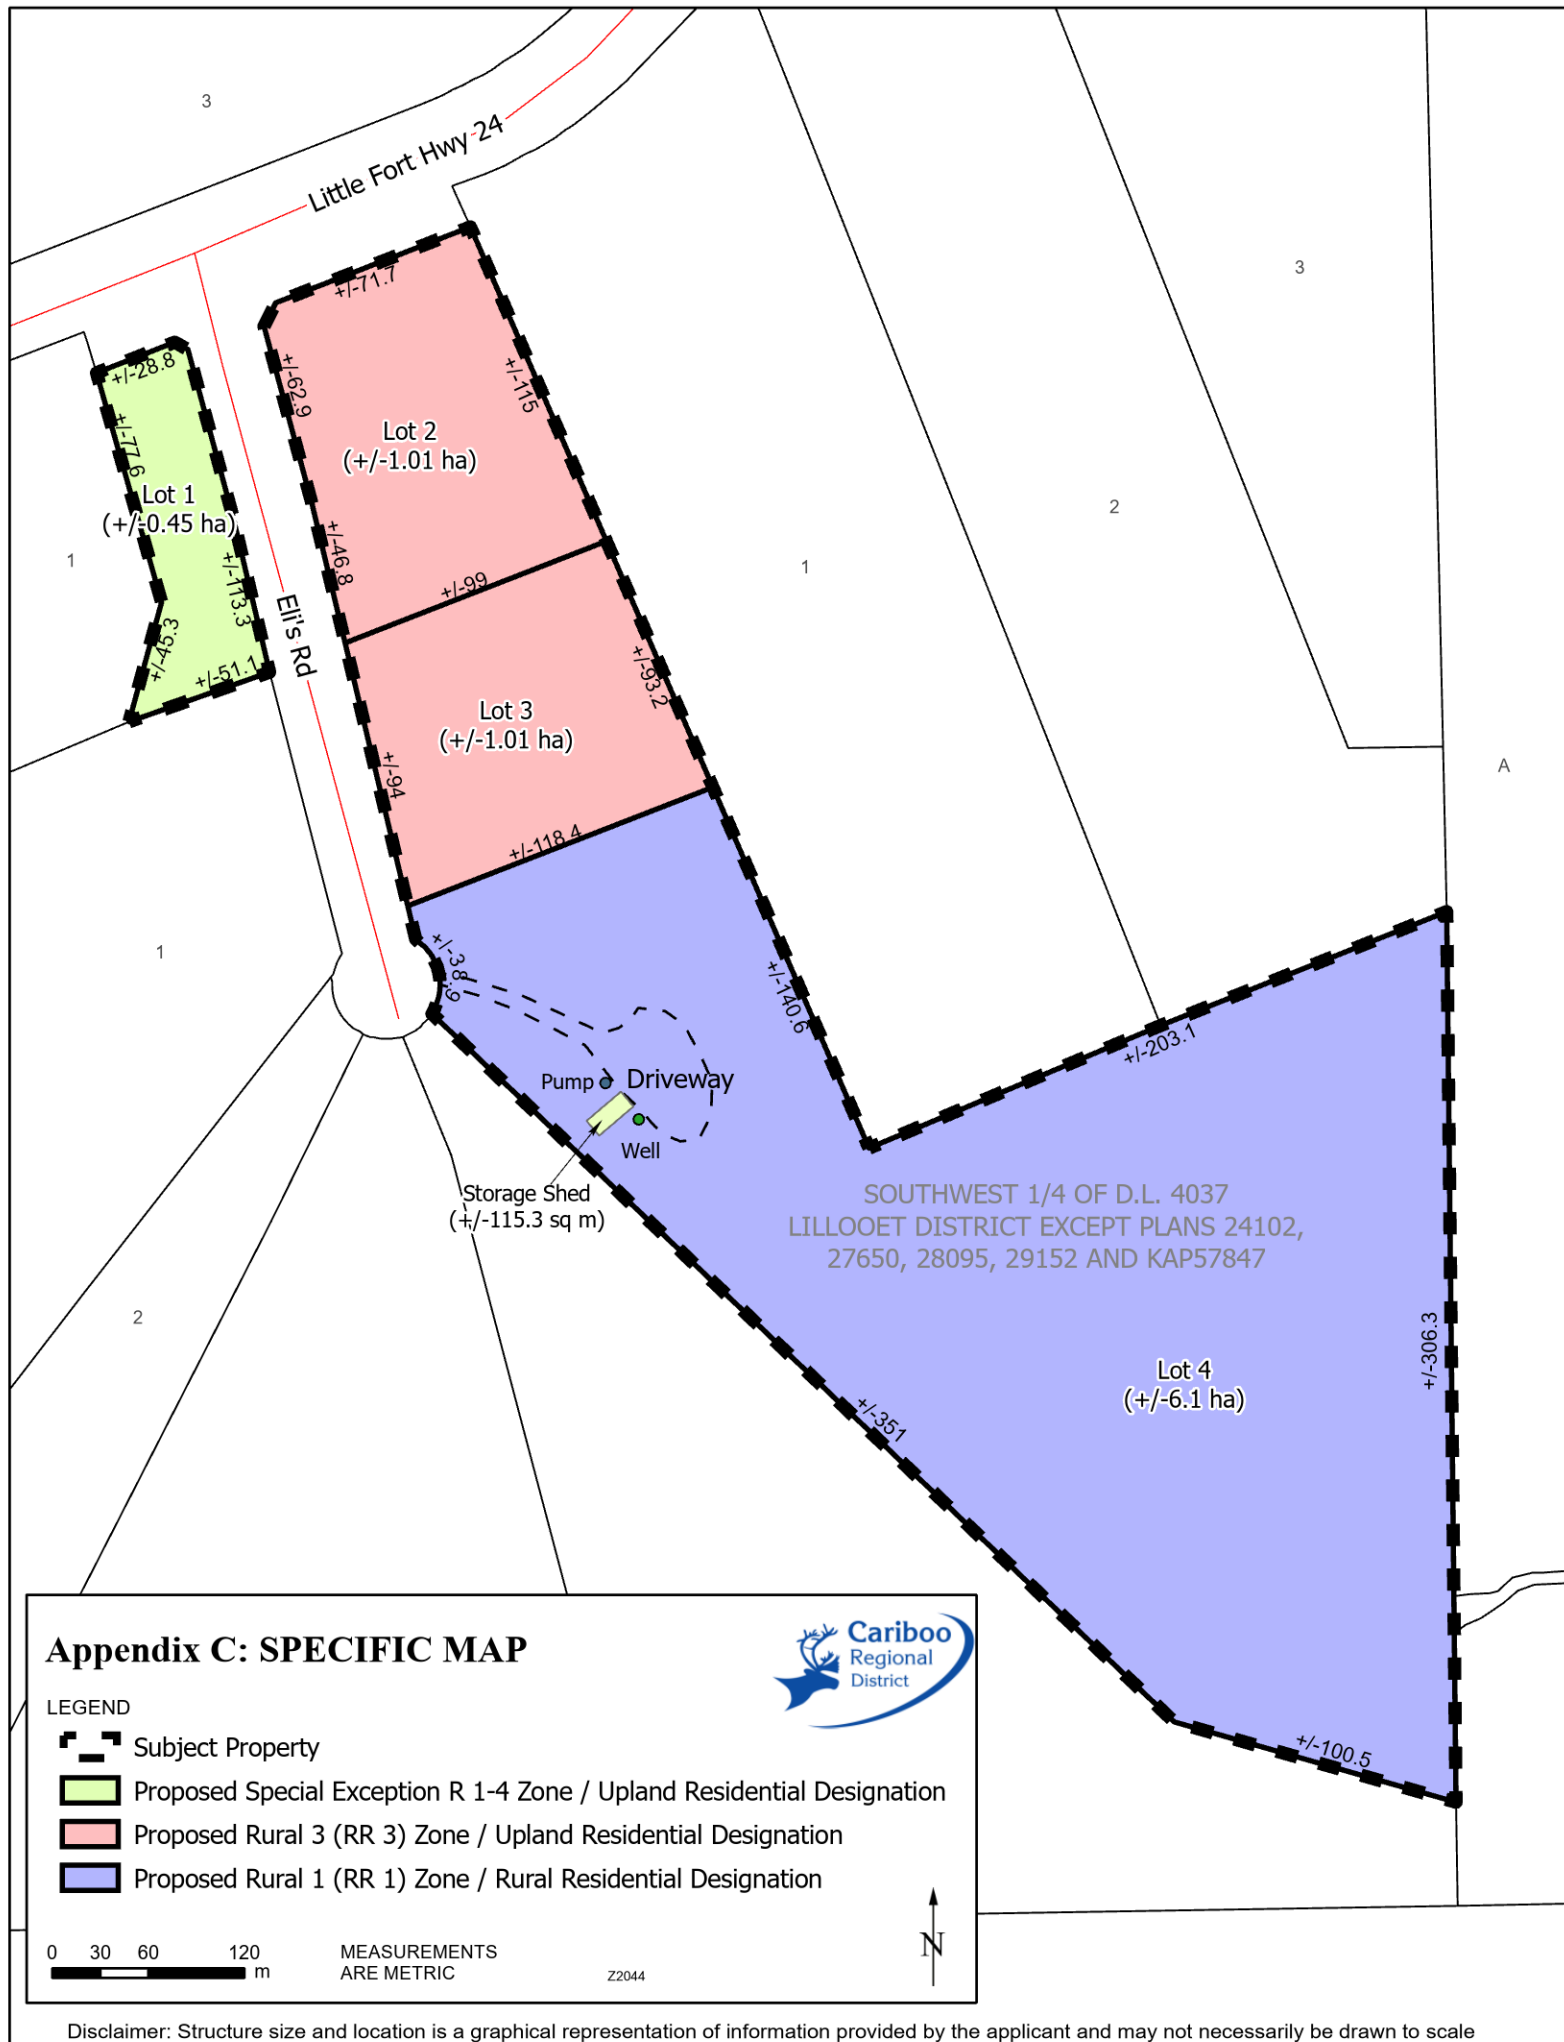 3
Little Fort Hwy 24
+/-71.7
3
+/-28.8
+/-62.9
+/-115
+/-77.6
Lot 2
(+/-1.01 ha)
Lot 1
(+/-0.45 ha)
2
1
+/-46.8
1
+/-113.3
+/-99
Eli's Rd
+/-45.3
+/-51.1
+/-93.2
Lot 3
(+/-1.01 ha)
+/-94
A
+/-118.4
1
+/-38.6
+/-140.6
+/-203.1
Pump
Driveway
Well
Storage Shed
(+/-115.3 sq m)
SOUTHWEST 1/4 OF D.L. 4037
LILLOOET DISTRICT EXCEPT PLANS 24102,
27650, 28095, 29152 AND KAP57847
2
+/-306.3
Lot 4
(+/-6.1 ha)
+/-351
+/-100.5
Appendix C: SPECIFIC MAP
Cariboo
Regional
District
LEGEND
Subject Property
Proposed Special Exception R 1-4 Zone / Upland Residential Designation
Proposed Rural 3 (RR 3) Zone / Upland Residential Designation
Proposed Rural 1 (RR 1) Zone / Rural Residential Designation
0 30 60 120
m
MEASUREMENTS
ARE METRIC
Z2044
N
Disclaimer: Structure size and location is a graphical representation of information provided by the applicant and may not necessarily be drawn to scale